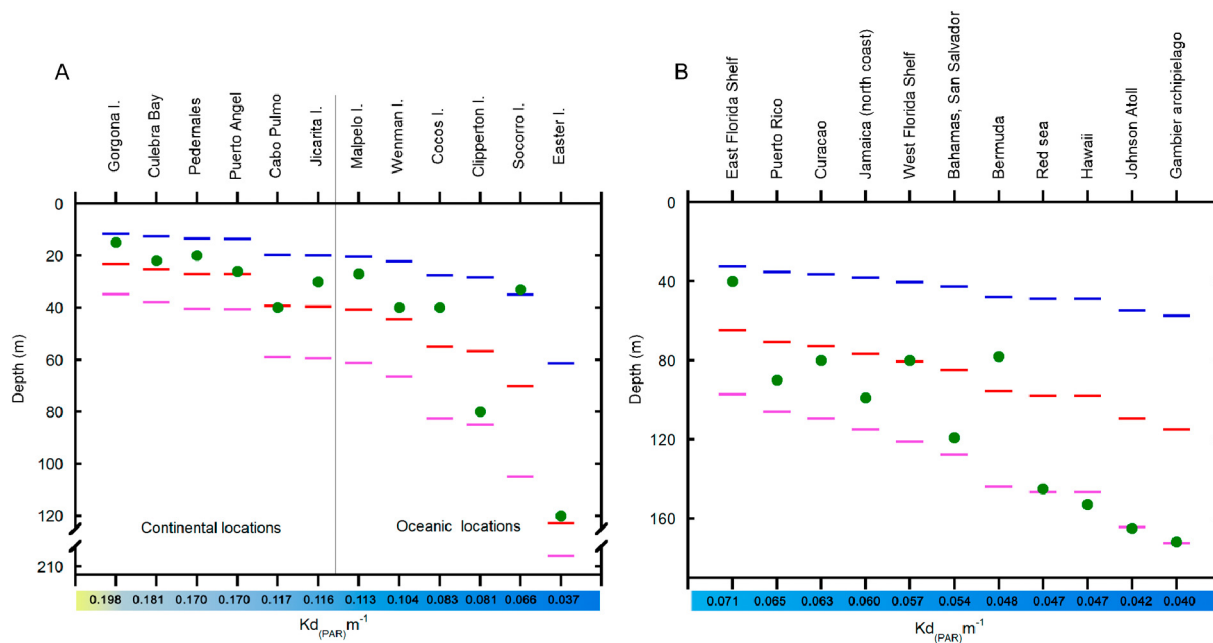 A
Gorgona I.
Culebra Bay
Pedernales
Puerto Angel
Cabo Pulmo
Jicarita I.
Malpelo I.
Wenman I.
Cocos I.
Clipperton I.
Socorro I.
Easter I.
0
20
40
60
80
100
120
210
Depth (m)
Continental locations
Oceanic locations
0.198 0.181 0.170 0.170 0.117 0.116 0.113 0.104 0.083 0.081 0.066 0.037
Kd(PAR)m-1
B
East Florida Shelf
Puerto Rico
Curacao
Jamaica (north coast)
West Florida Shelf
Bahamas, San Salvador
Bermuda
Red sea
Hawaii
Johnson Atoll
Gambier archipielago
0
40
80
120
160
Depth (m)
0.071 0.065 0.063 0.060 0.057 0.054 0.048 0.047 0.047 0.042 0.040
Kd(PAR)m-1